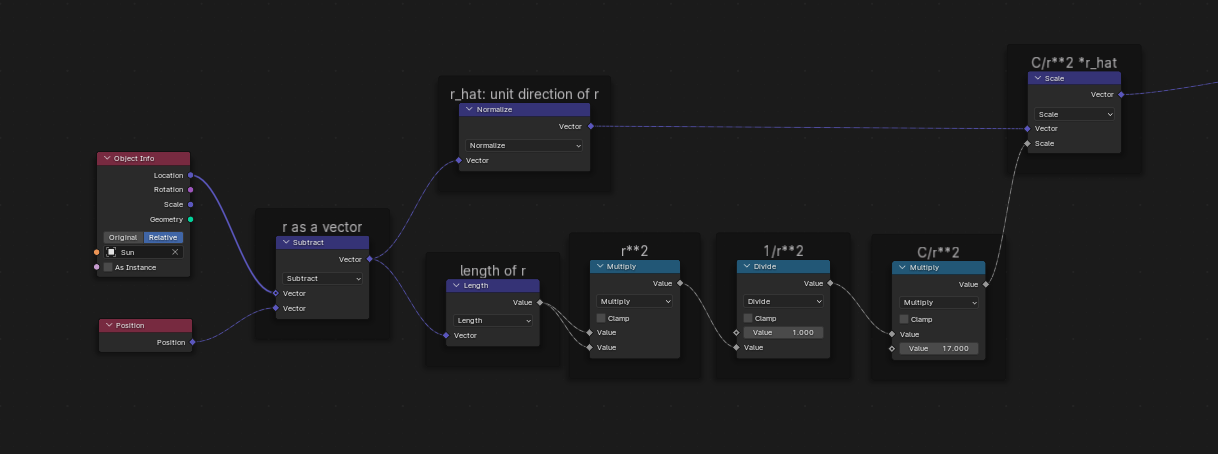 Object Info
Location
Rotation
Scale
Geometry
Original Relative
Sun
As Instance
Position
Position
r as a vector
Subtract
Vector
Subtract
Vector
Vector
r_hat: unit direction of r
Normalize
Vector
Normalize
Vector
length of r
Length
Value
Length
Vector
r**2
Multiply
Value
Multiply
Clamp
Value
Value
1/r**2
Divide
Value
Divide
Clamp
Value 1.000
Value
C/r**2
Multiply
Value
Multiply
Clamp
Value
Value 17.000
C/r**2 *r_hat
Scale
Vector
Scale
Vector
Scale